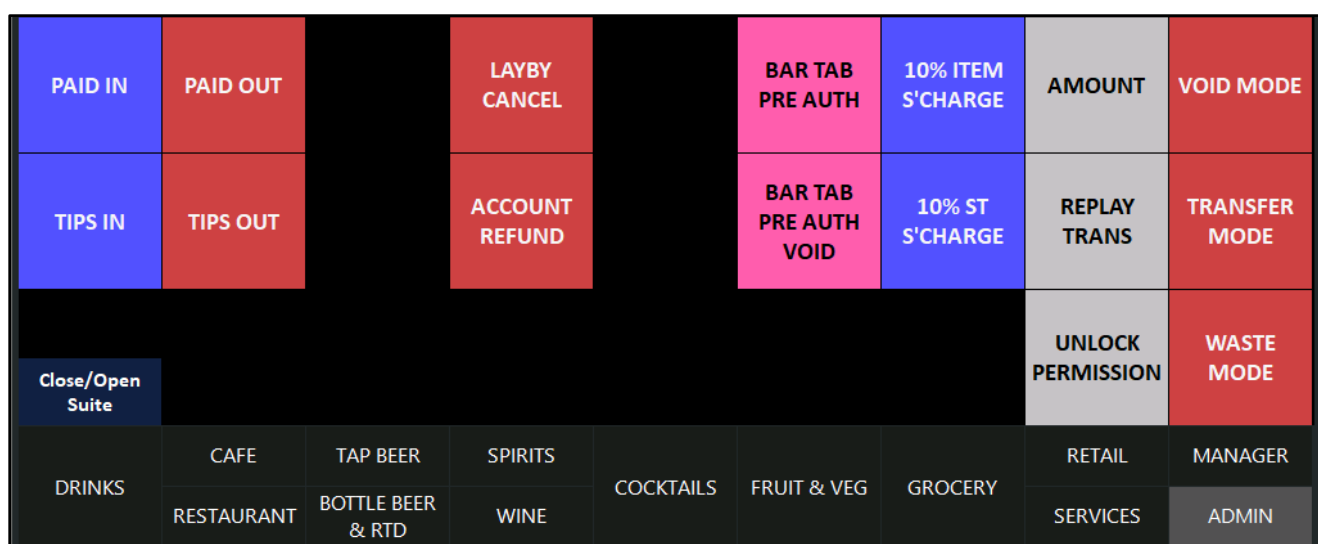 PAID IN
PAID OUT
LAYBY
CANCEL
BAR TAB
PRE AUTH
10% ITEM
S'CHARGE
AMOUNT
VOID MODE
TIPS IN
TIPS OUT
ACCOUNT
REFUND
BAR TAB
PRE AUTH
VOID
10% ST
S'CHARGE
REPLAY
TRANS
TRANSFER
MODE
Close/Open
Suite
UNLOCK
PERMISSION
WASTE
MODE
DRINKS
CAFE
RESTAURANT
TAP BEER
BOTTLE BEER
& RTD
SPIRITS
WINE
COCKTAILS
FRUIT & VEG
GROCERY
RETAIL
SERVICES
MANAGER
ADMIN